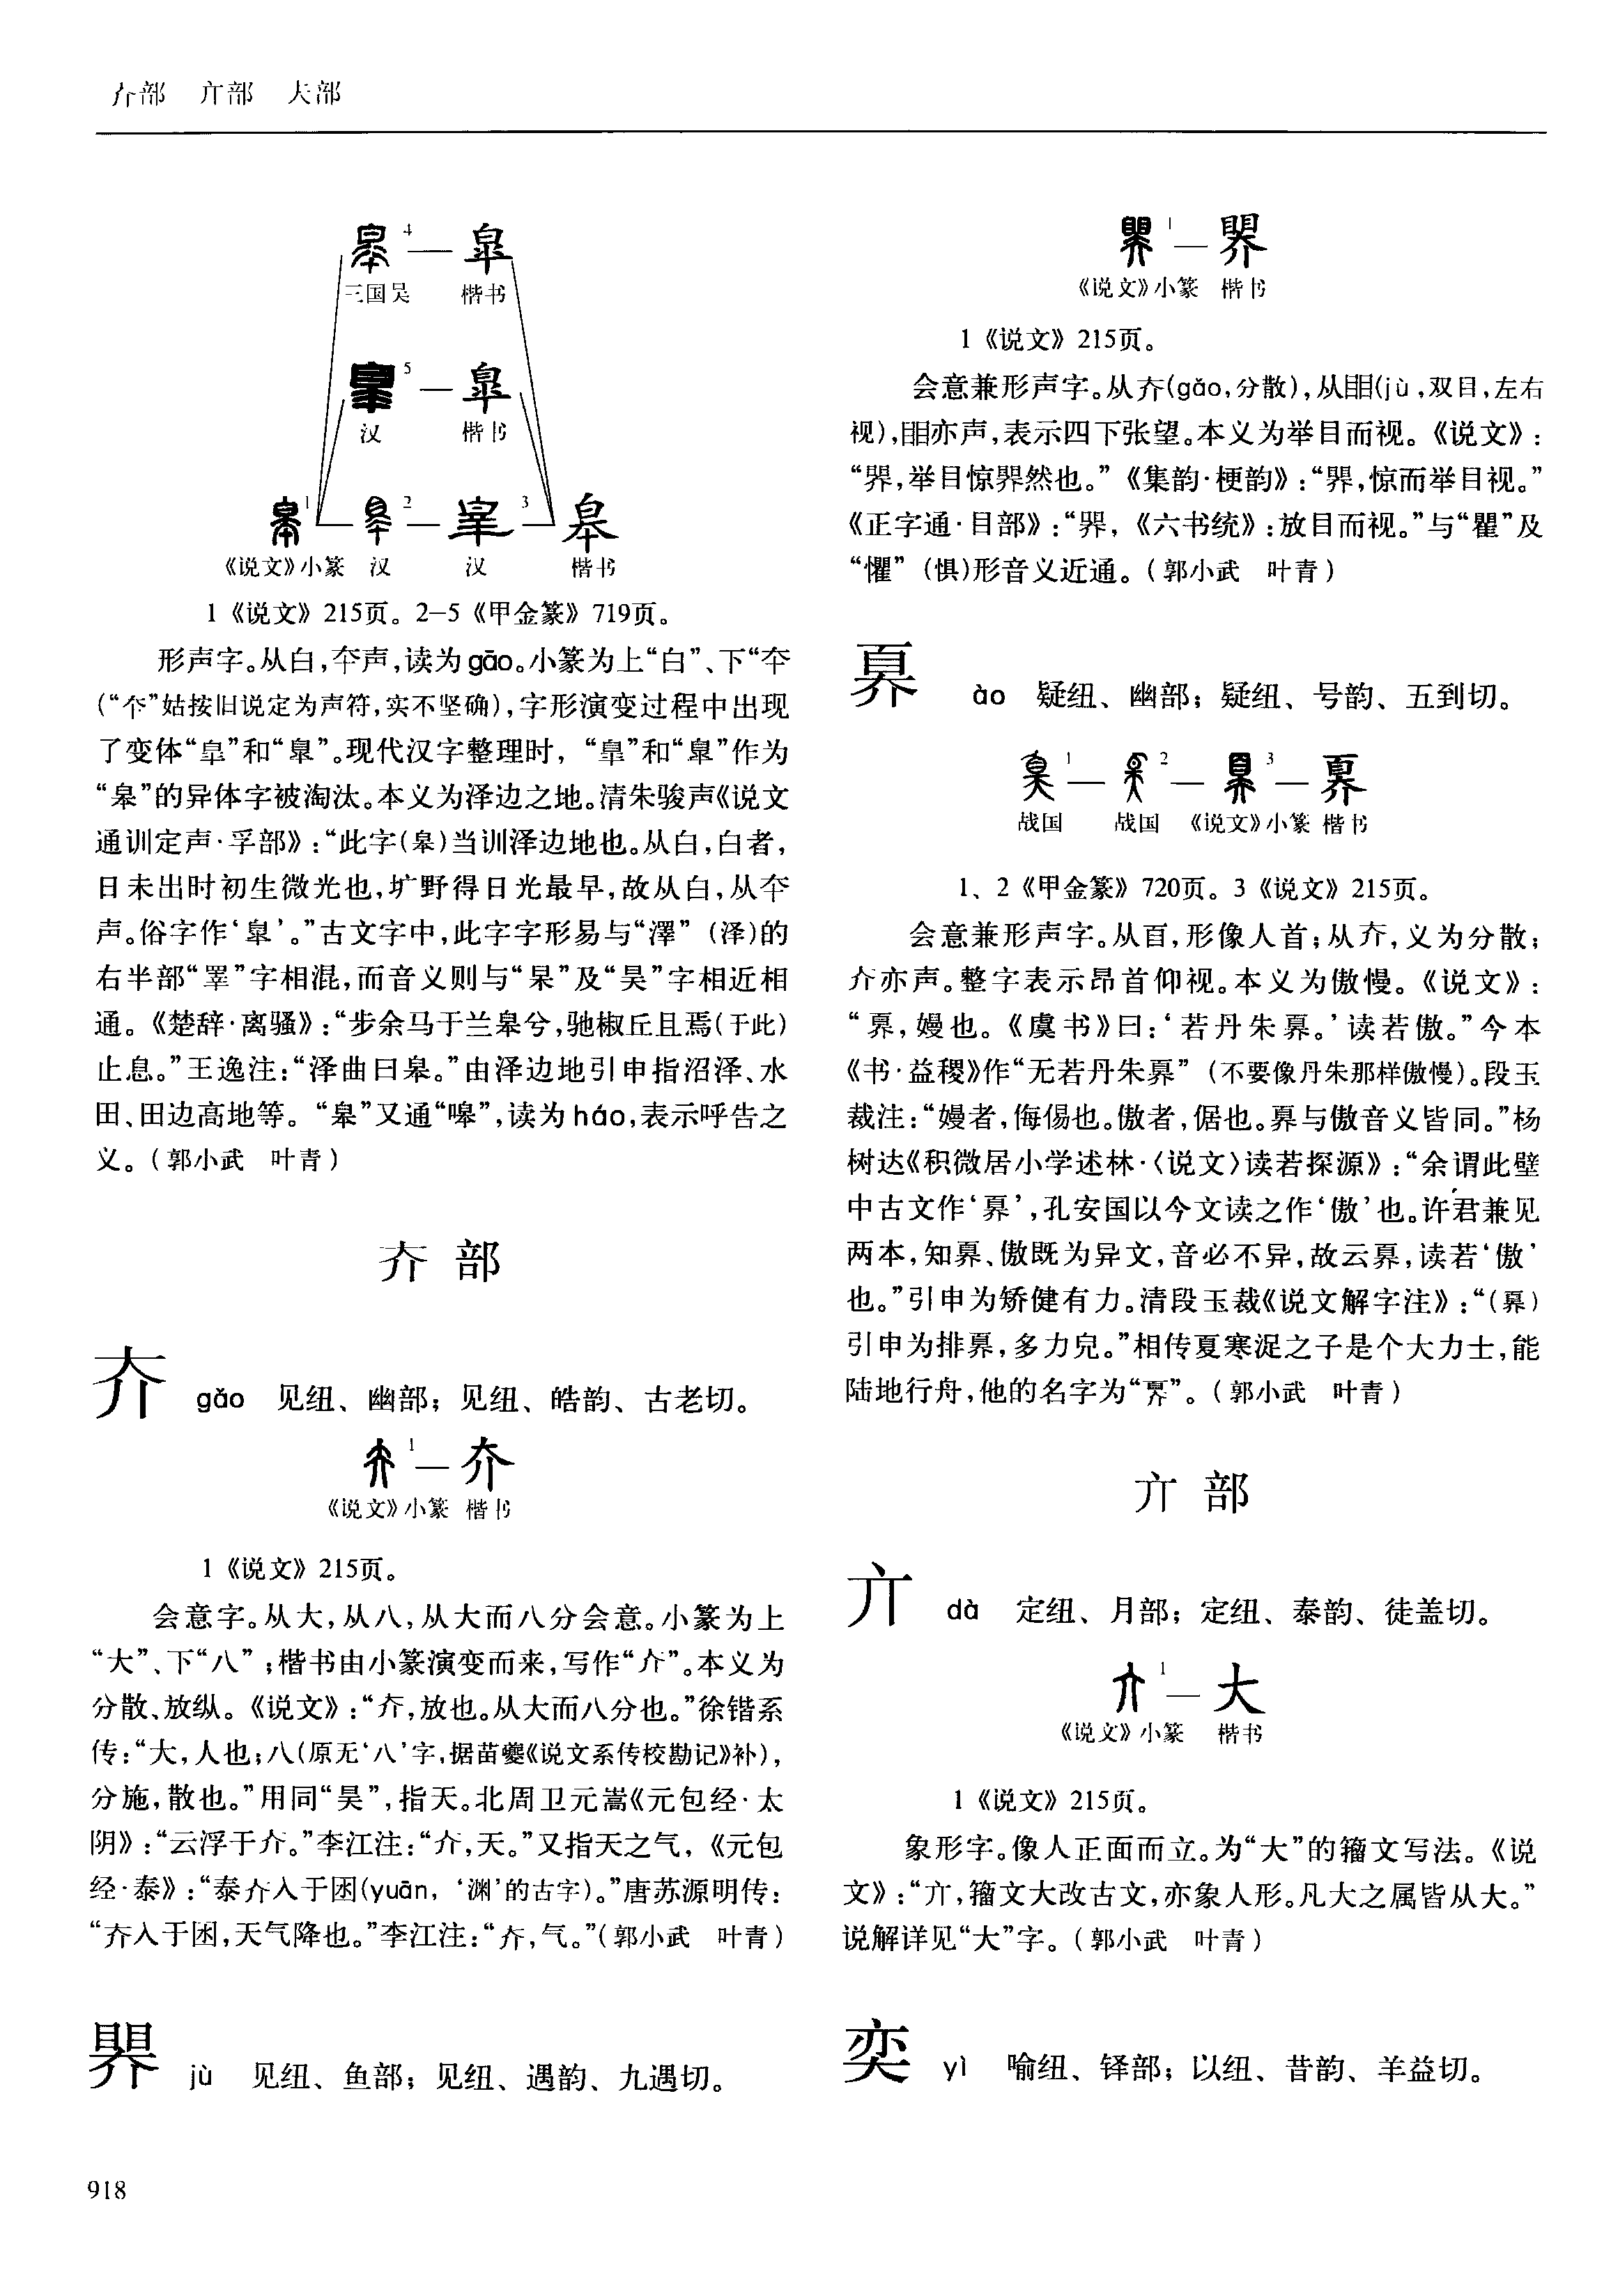 夰部 亣部 夫部
4 皐
三国吴 楷书
5 皐
汉 楷书
1 2 3 皋
《说文》小篆 汉 汉 楷书
1《说文》215页。2—5《甲金篆》719页。
形声字。从白,夲声,读为gāo。小篆为上“白”、下“夲
(“夲”姑按旧说定为声符,实不坚确),字形演变过程中出现
了变体“皐”和“臯”。现代汉字整理时,“皐”和“臯”作为
“皋”的异体字被淘汰。本义为泽边之地。清朱骏声《说文
通训定声·孚部》:“此字(皋)当训泽边地也。从白,白者,
日未出时初生微光也,圹野得日光最早,故从白,从夲
声。俗字作‘臯’。”古文字中,此字字形易与“澤”(泽)的
右半部“睪”字相混,而音义则与“杲”及“昊”字相近相
通。《楚辞·离骚》:“步余马于兰皋兮,驰椒丘且焉(于此)
止息。”王逸注:“泽曲曰皋。”由泽边地引申指沼泽、水
田、田边高地等。“皋”又通“嗥”,读为háo,表示呼告之
义。(郭小武 叶青)
夰 部
夰 gǎo 见纽、幽部;见纽、皓韵、古老切。
1 夰
《说文》小篆 楷书
1《说文》215页。
会意字。从大,从八,从大而八分会意。小篆为上
“大”、下“八”;楷书由小篆演变而来,写作“夰”。本义为
分散、放纵。《说文》:“夰,放也。从大而八分也。”徐锴系
传:“大,人也;八(原无‘八’字,据苗夔《说文系传校勘记》补),
分施,散也。”用同“昊”,指天。北周卫元嵩《元包经·太
阴》:“云浮于夰。”李江注:“夰,天。”又指天之气,《元包
经·泰》:“泰夰入于囦(yuān,‘渊’的古字)。”唐苏源明传:
“夰入于囦,天气降也。”李江注:“夰,气。”(郭小武 叶青)
畀 jù 见纽、鱼部;见纽、遇韵、九遇切。
1
《说文》小篆 楷书
1《说文》215页。
会意兼形声字。从夰(gǎo,分散),从䀠(jù,双目,左右
视),䀠亦声,表示四下张望。本义为举目而视。《说文》:
“䁌,举目惊䁌然也。”《集韵·梗韵》:“䁌,惊而举目视。”
《正字通·目部》:“䁌,《六书统》:放目而视。”与“瞿”及
“懼”(惧)形音义近通。(郭小武 叶青)
奡 ào 疑纽、幽部;疑纽、号韵、五到切。
1 2 3 奡
战国 战国 《说文》小篆 楷书
1、2《甲金篆》720页。3《说文》215页。
会意兼形声字。从百,形像人首;从夰,义为分散;
夰亦声。整字表示昂首仰视。本义为傲慢。《说文》:
“奡,嫚也。《虞书》曰:‘若丹朱奡。’读若傲。”今本
《书·益稷》作“无若丹朱奡”(不要像丹朱那样傲慢)。段玉
裁注:“嫚者,侮伤也。傲者,倨也。奡与傲音义皆同。”杨
树达《积微居小学述林·〈说文〉读若探源》:“余谓此壁
中古文作‘奡’,孔安国以今文读之作‘傲’也。许君兼见
两本,知奡、傲既为异文,音必不异,故云奡,读若‘傲’
也。”引申为矫健有力。清段玉裁《说文解字注》:“(奡)
引申为排奡,多力皃。”相传夏寒浞之子是个大力士,能
陆地行舟,他的名字为“奡”。(郭小武 叶青)
亣 部
亣 dà 定纽、月部;定纽、泰韵、徒盖切。
1 大
《说文》小篆 楷书
1《说文》215页。
象形字。像人正面而立。为“大”的籀文写法。《说
文》:“亣,籀文大改古文,亦象人形。凡大之属皆从大。”
说解详见“大”字。(郭小武 叶青)
奕 yì 喻纽、铎部;以纽、昔韵、羊益切。
918